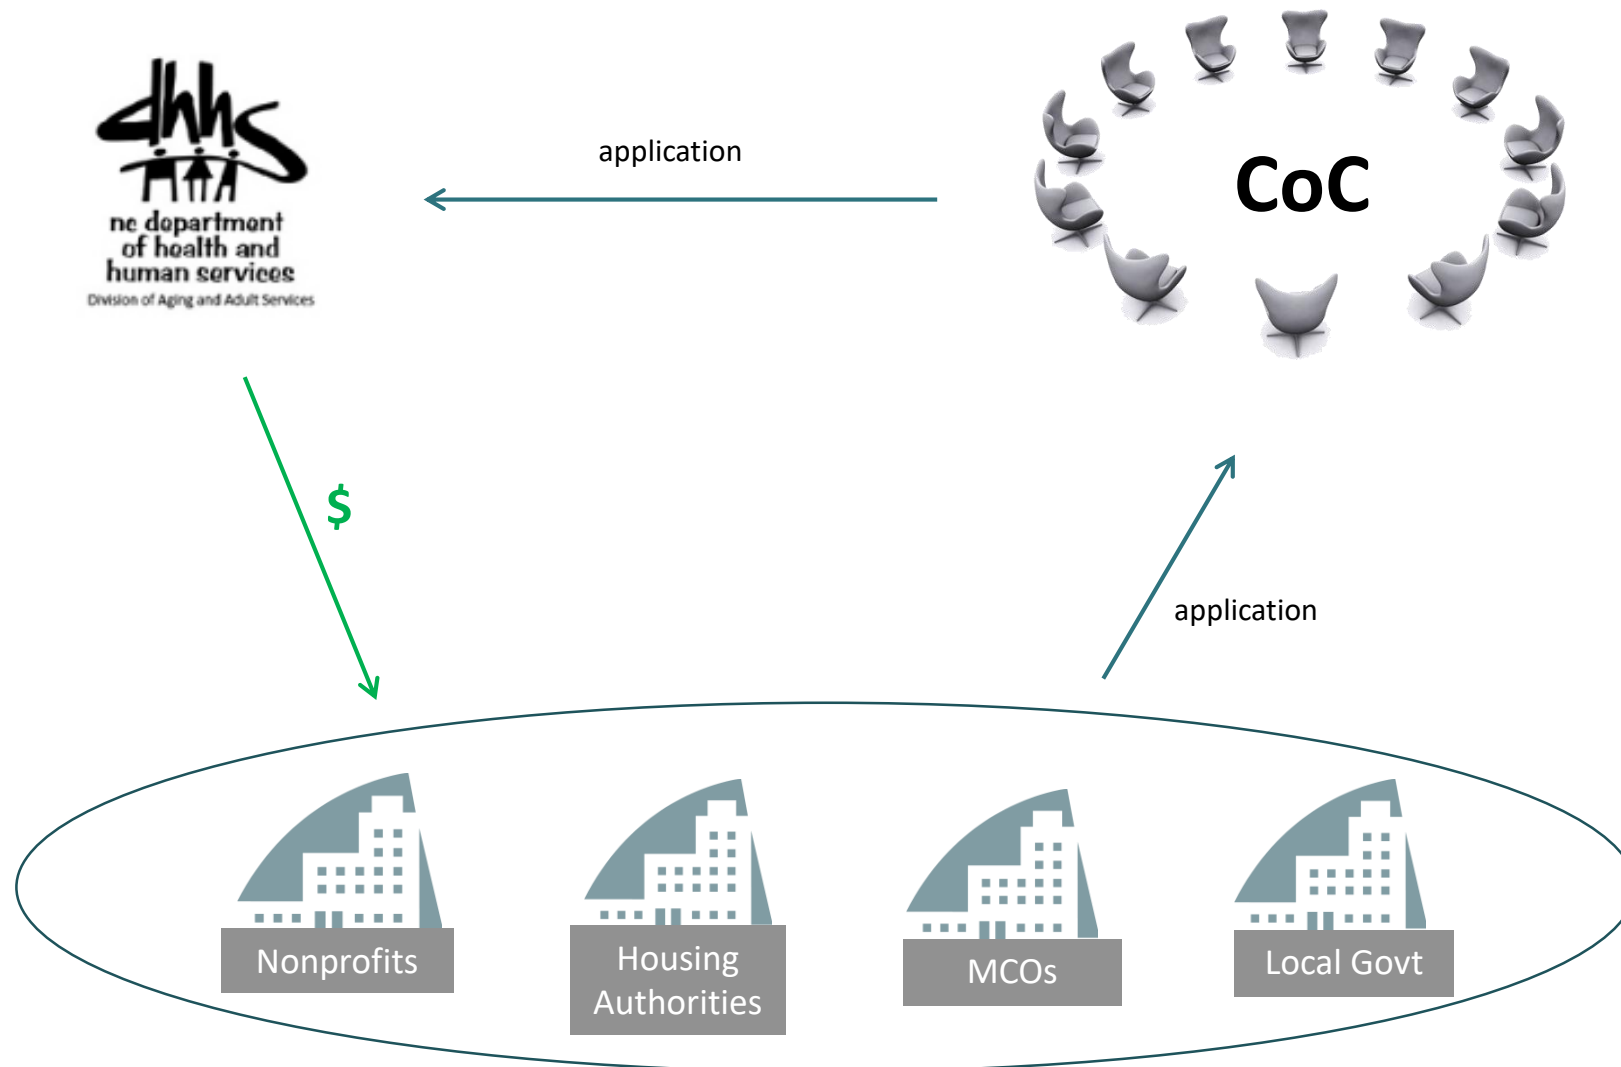 dhhs
nc department
of health and
human services
Division of Aging and Adult Services
application
CoC
$
application
Nonprofits
Housing
Authorities
MCOs
Local Govt